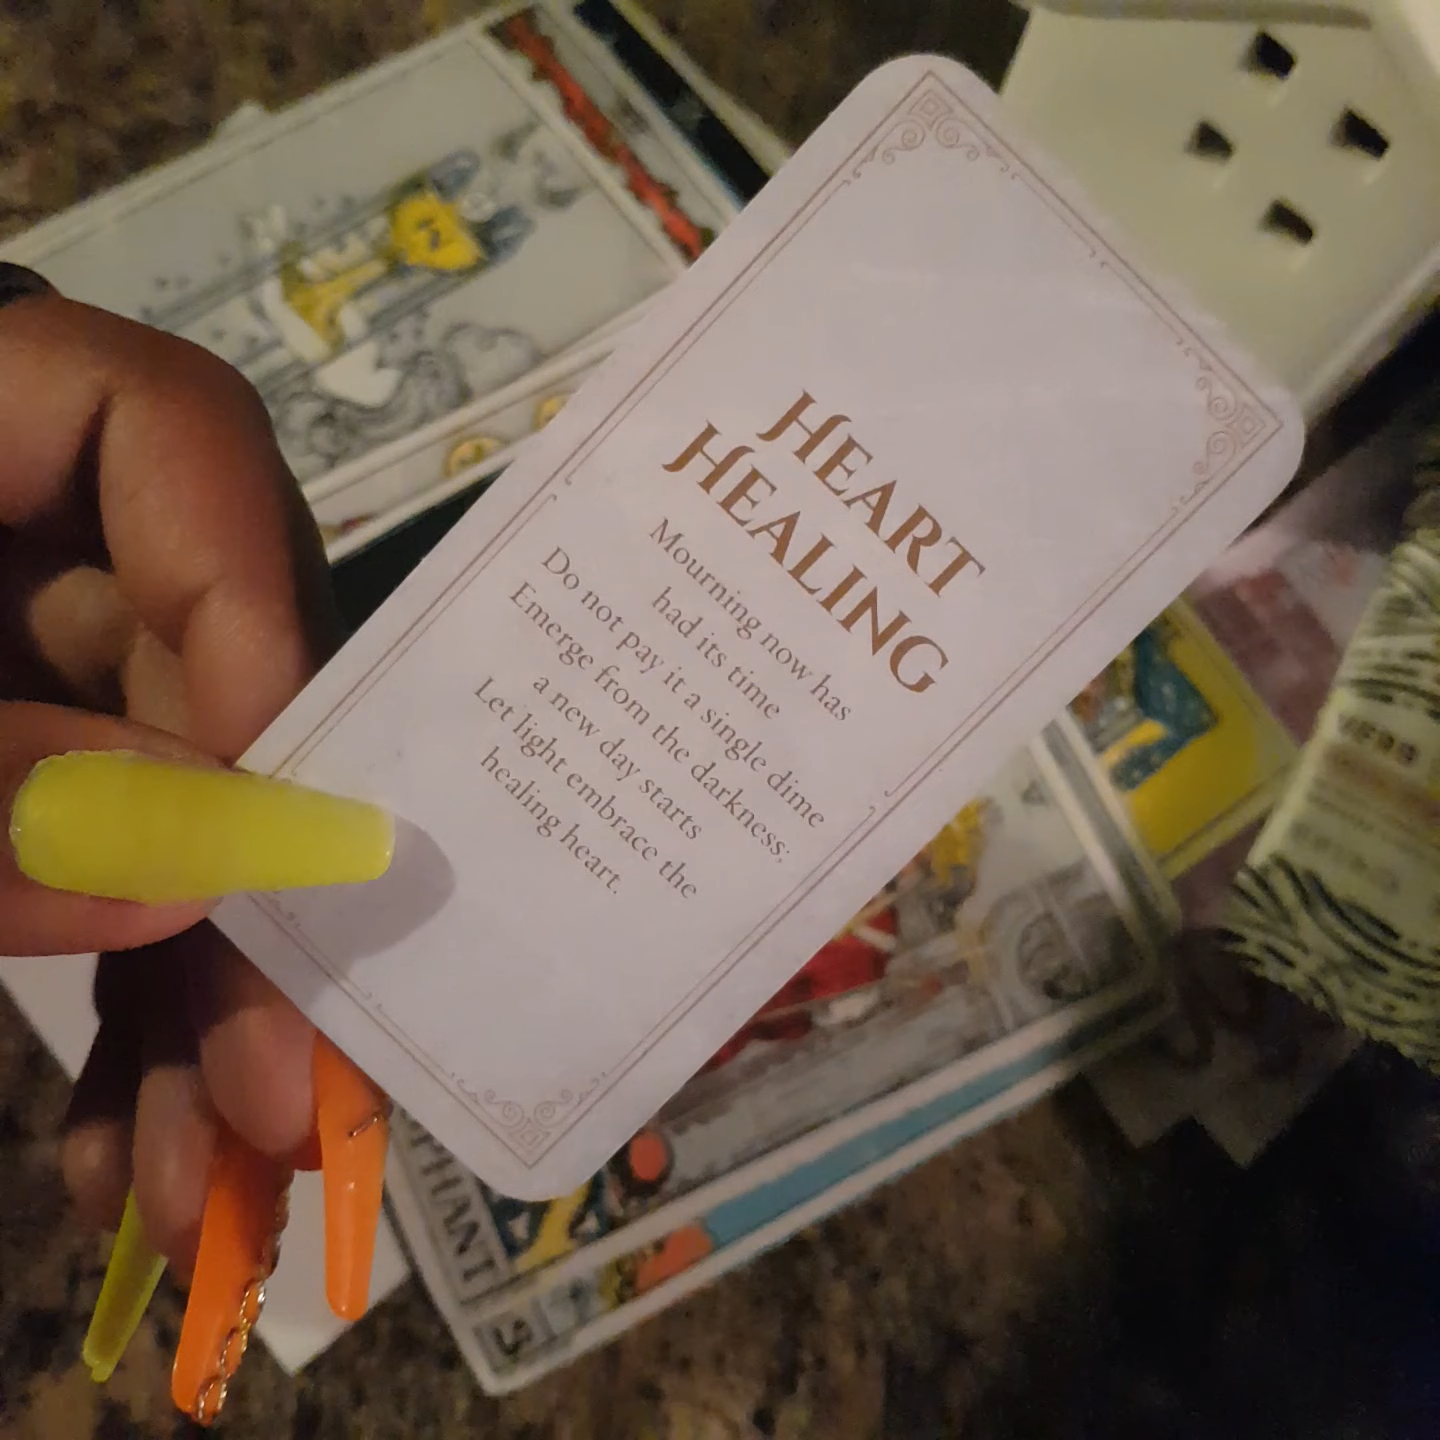 HEART
HEALING
Mourning now has
had its time
Do not pay it a single dime
Emerge from the darkness;
a new day starts
Let light embrace the
healing heart.
PHANT